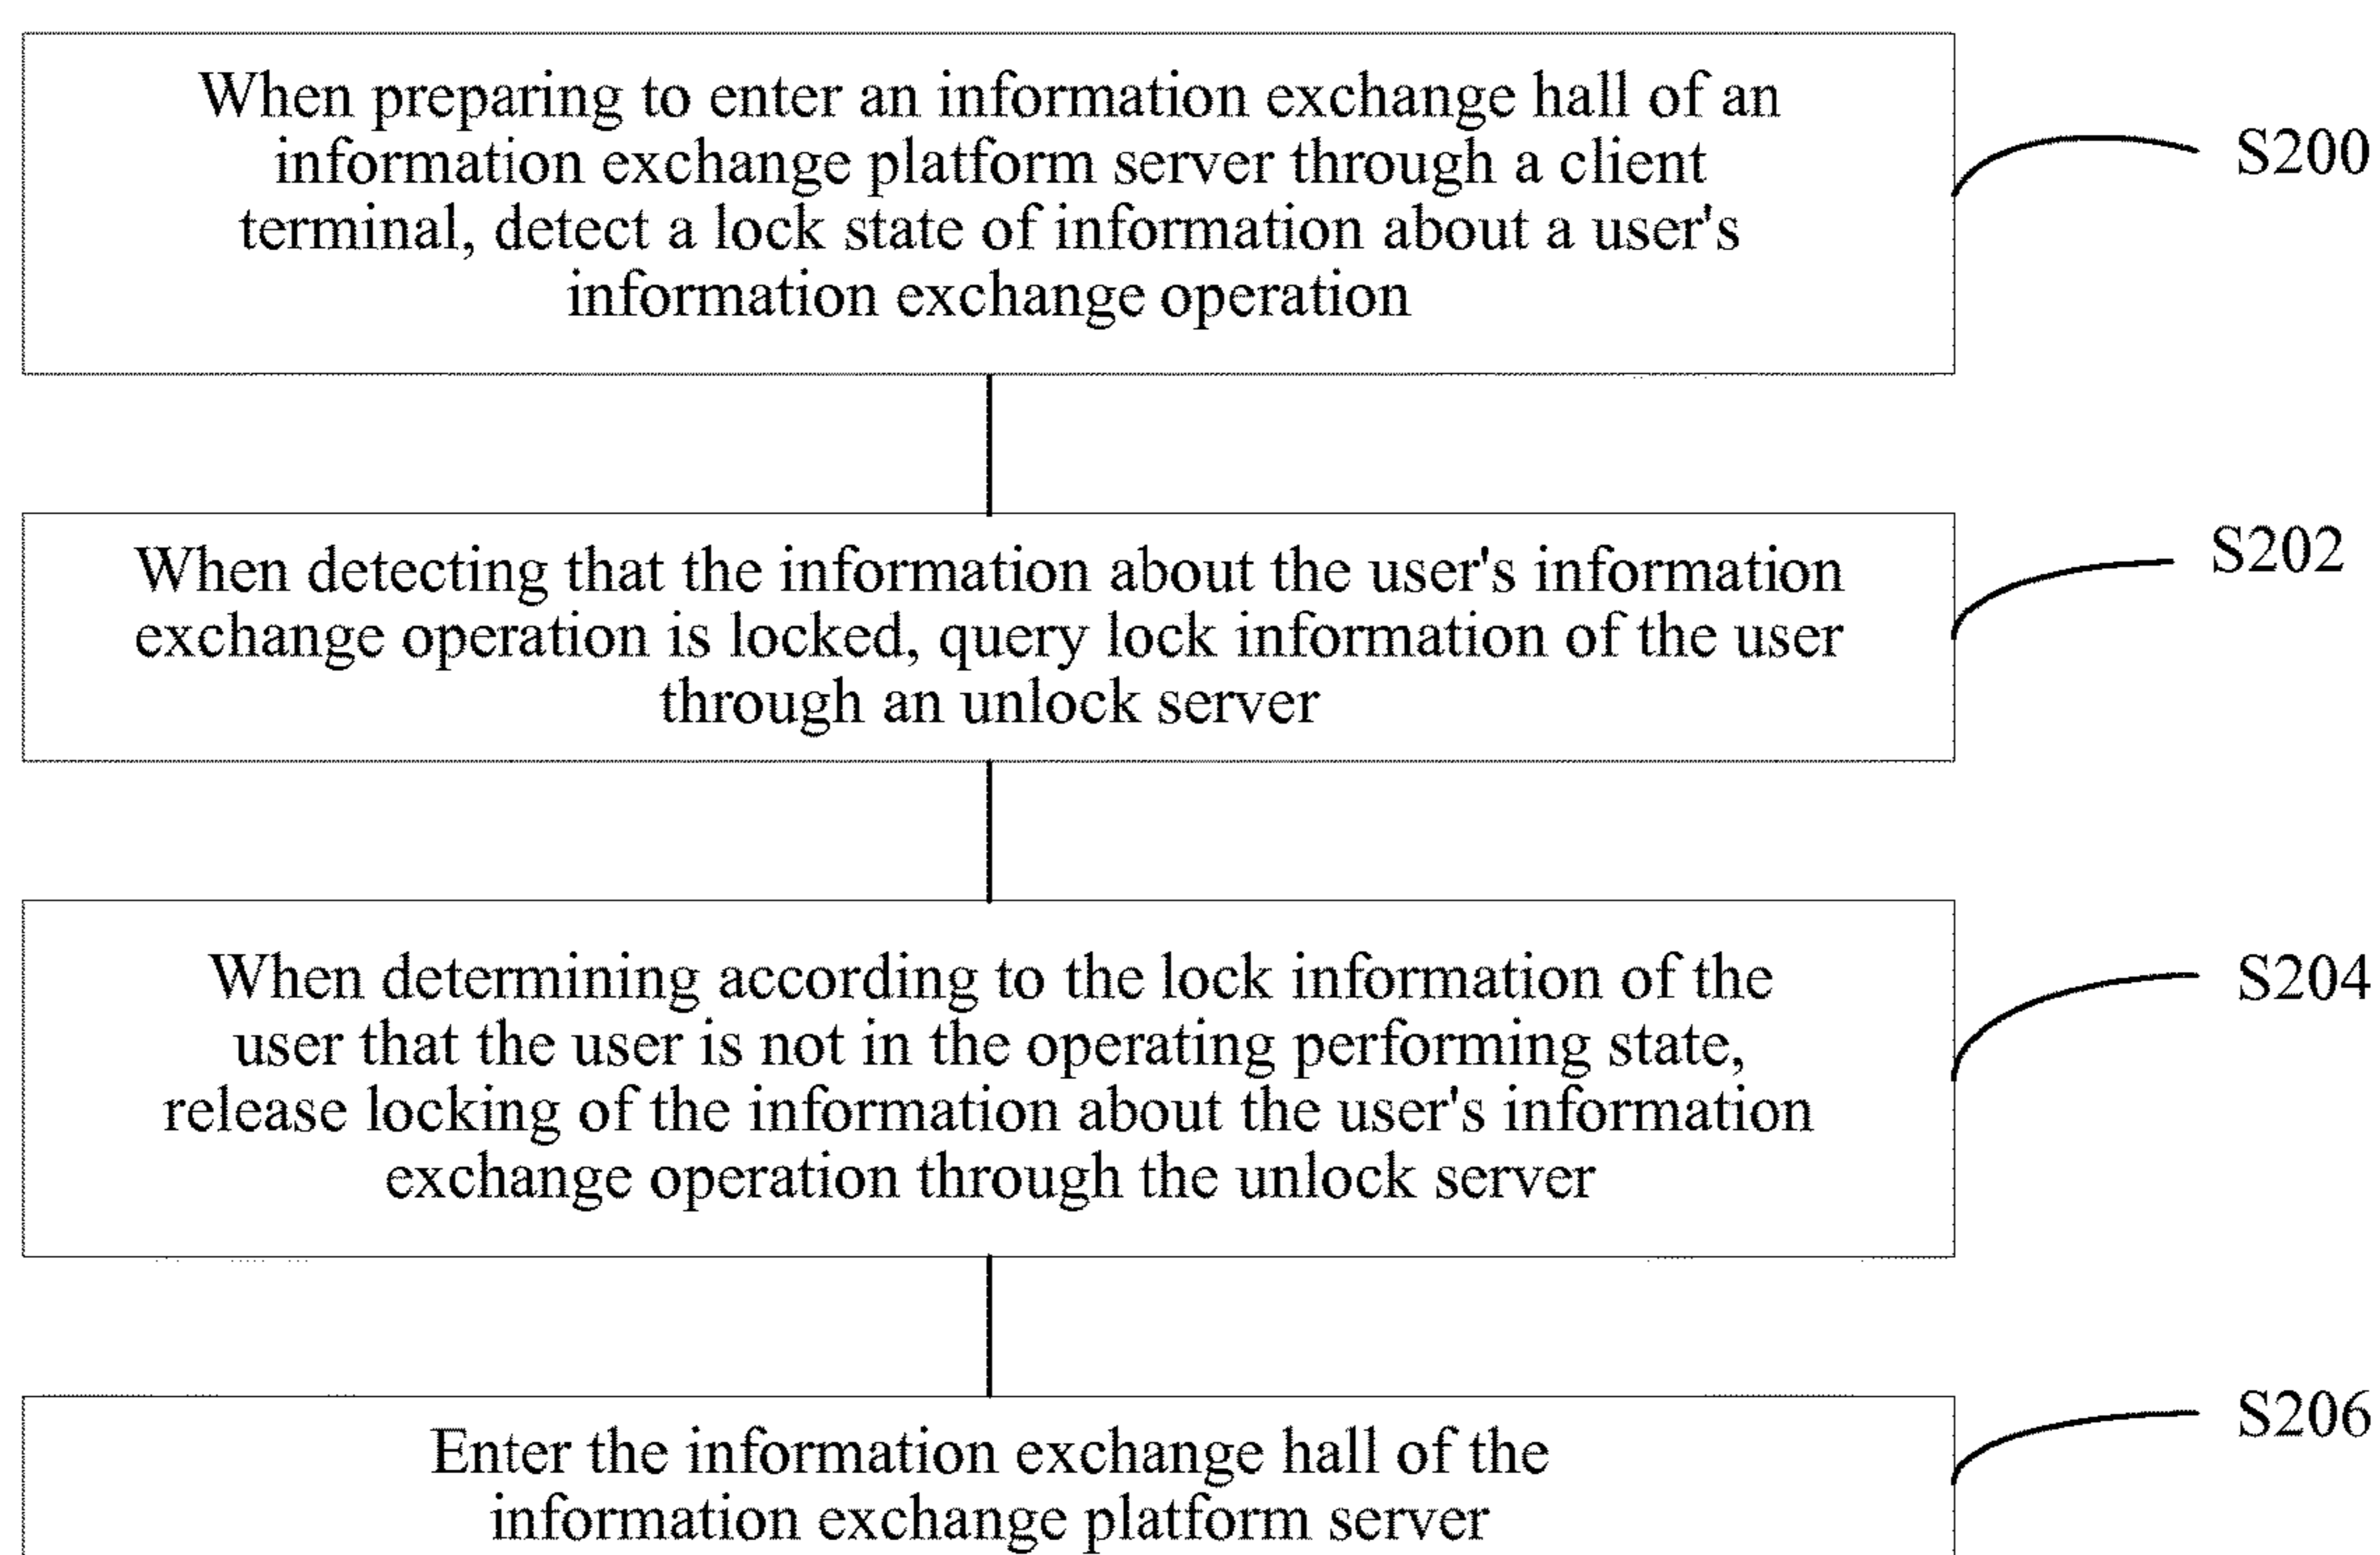 When preparing to enter an information exchange hall of an
information exchange platform server through a client
terminal, detect a lock state of information about a user's
information exchange operation
S200
When detecting that the information about the user's information
exchange operation is locked, query lock information of the user
through an unlock server
S202
When determining according to the lock information of the
user that the user is not in the operating performing state,
release locking of the information about the user's information
exchange operation through the unlock server
S204
Enter the information exchange hall of the
information exchange platform server
S206